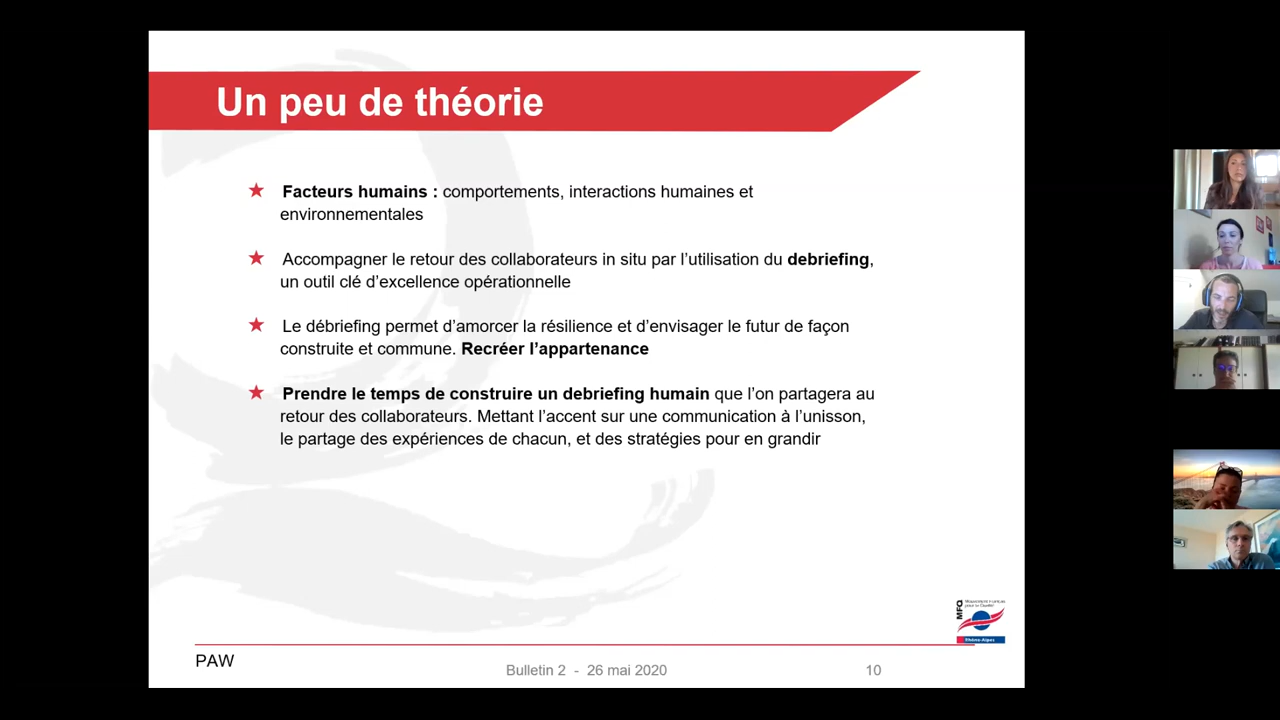 Un peu de théorie
Facteurs humains : comportements, interactions humaines et
environnementales
Accompagner le retour des collaborateurs in situ par l'utilisation du debriefing,
un outil clé d'excellence opérationnelle
Le débriefing permet d'amorcer la résilience et d'envisager le futur de façon
construite et commune. Recréer l'appartenance
Prendre le temps de construire un debriefing humain que l'on partagera au
retour des collaborateurs. Mettant l'accent sur une communication à l'unisson,
le partage des expériences de chacun, et des stratégies pour en grandir
MFQ
Rhône-Alpes
PAW
Bulletin 2 - 26 mai 2020
10